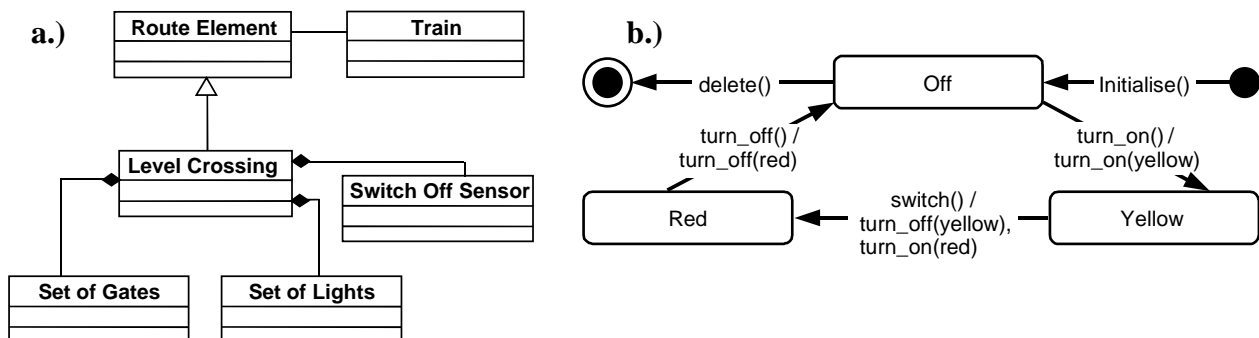 a.)
Route Element
Train
Level Crossing
Switch Off Sensor
Set of Gates
Set of Lights
b.)
delete()
Off
Initialise()
turn_off() /
turn_off(red)
turn_on() /
turn_on(yellow)
Red
switch() /
turn_off(yellow),
turn_on(red)
Yellow